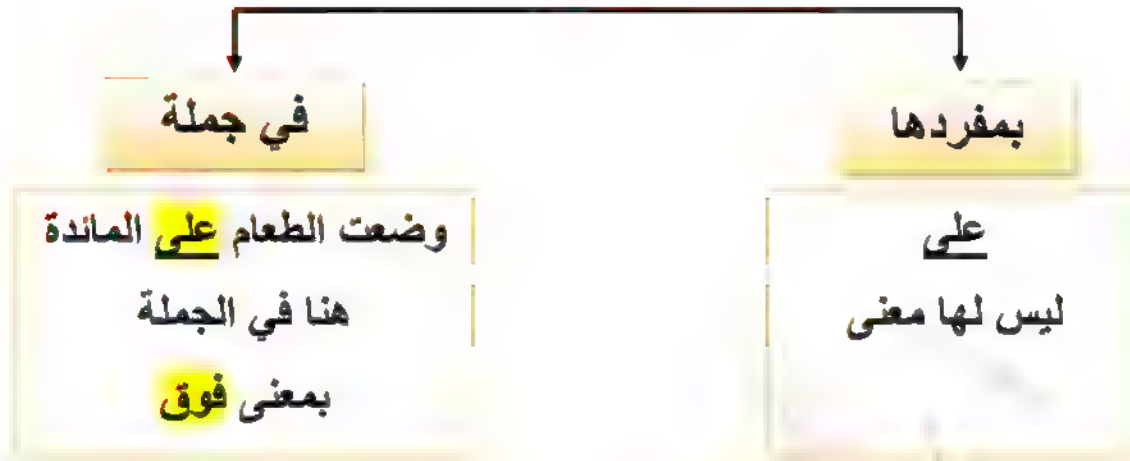 بمفردها
على
ليس لها معنى
في جملة
وضعت الطعام على المائدة
هنا في الجملة
بمعنى فوق